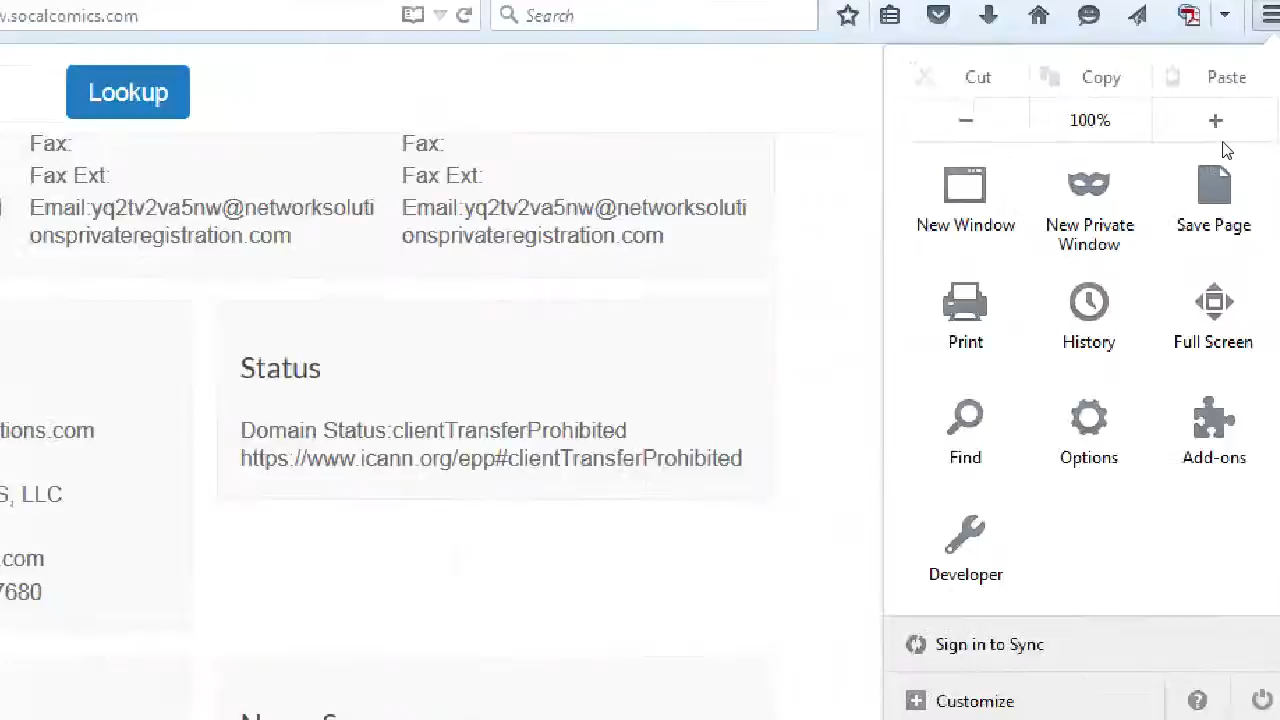 w.socalcomics.com
Search
Cut
Copy
Paste
Lookup
100%
Fax:
Fax Ext:
Email:yq2tv2va5nw@networksoluti
onsprivateregistration.com
Fax:
Fax Ext:
Email:yq2tv2va5nw@networksoluti
onsprivateregistration.com
New Window
New Private
Window
Save Page
Print
History
Full Screen
Status
Domain Status:clientTransferProhibited
https://www.icann.org/epp#clientTransferProhibited
tions.com
S, LLC
.com
7680
Find
Options
Add-ons
Developer
Sign in to Sync
Customize